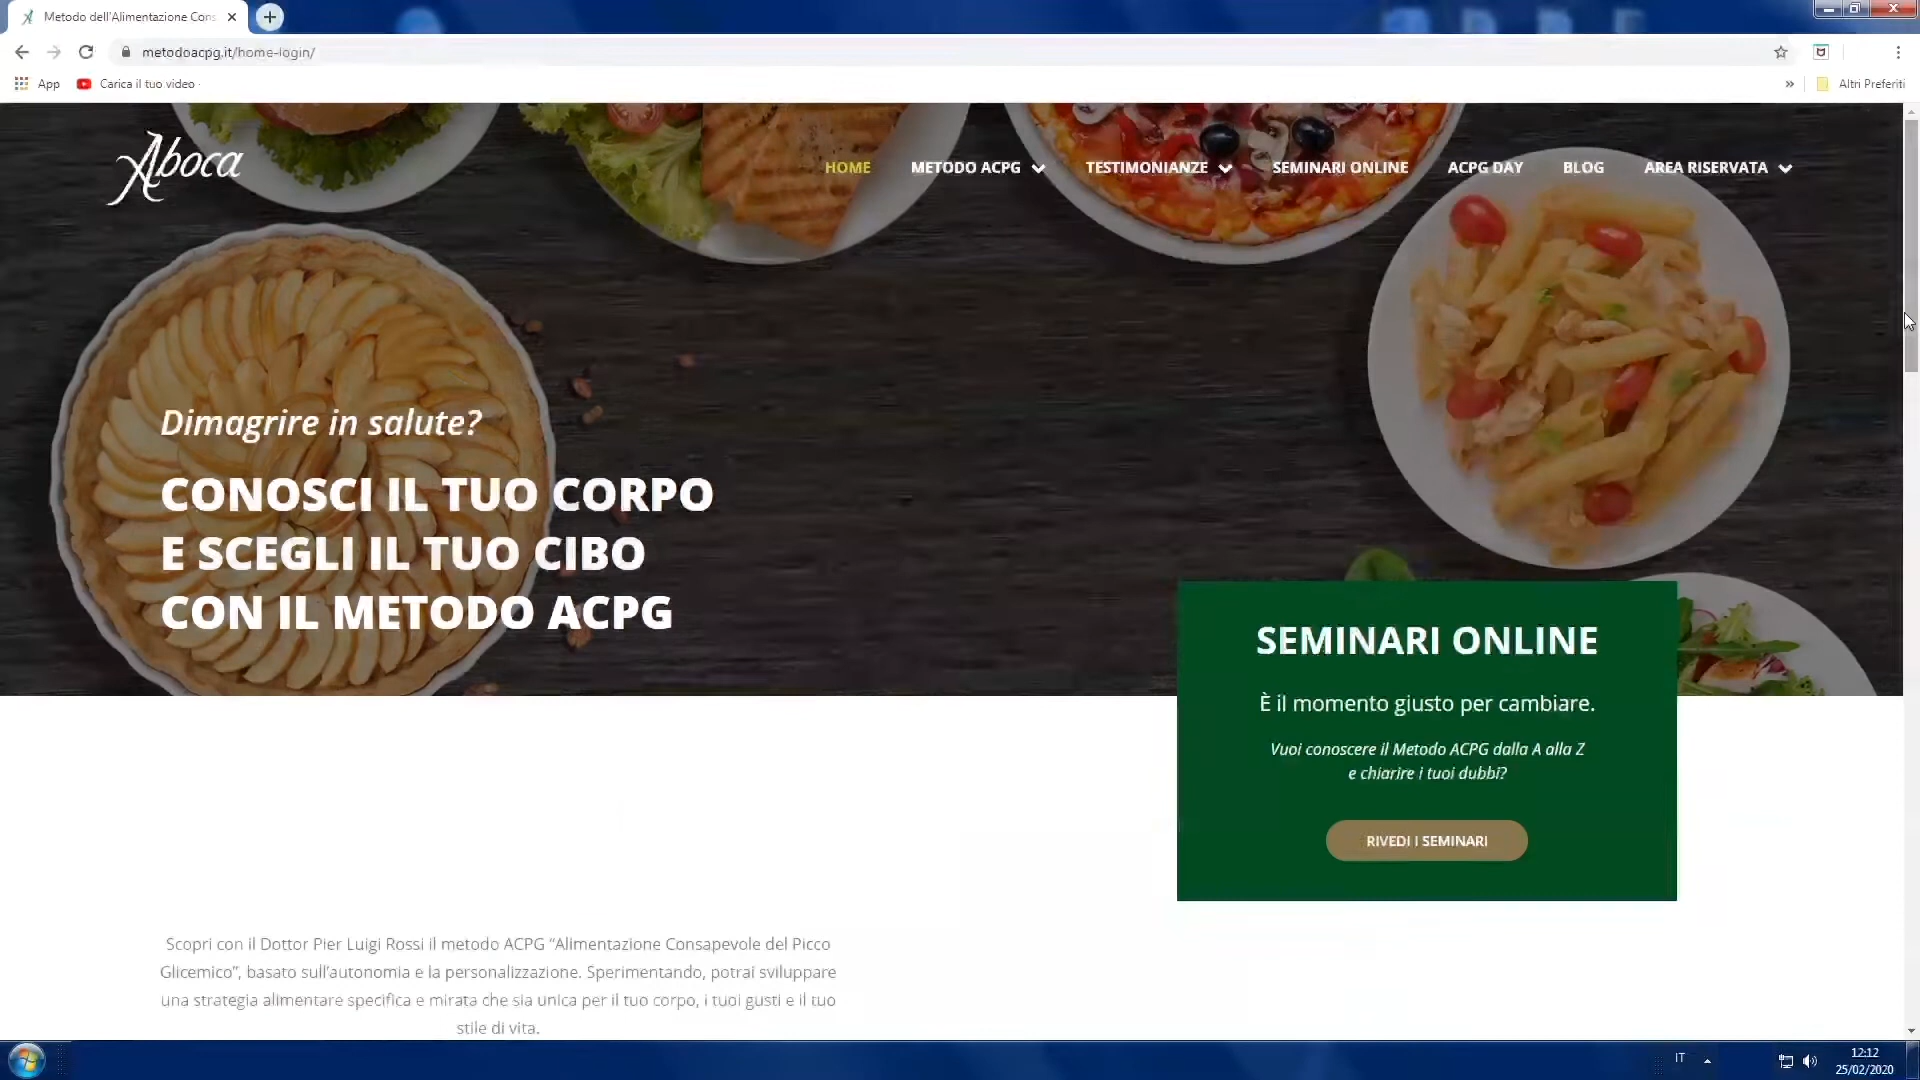 Metodo dell'Alimentazione Cons
metodoacpg.it/home-login/
App
Carica il tuo video ·
»
Altri Preferiti
Aboca
HOME
METODO ACPG
TESTIMONIANZE
SEMINARI ONLINE
ACPG DAY
BLOG
AREA RISERVATA
Dimagrire in salute?
CONOSCI IL TUO CORPO
E SCEGLI IL TUO CIBO
CON IL METODO ACPG
SEMINARI ONLINE
È il momento giusto per cambiare.
Vuoi conoscere il Metodo ACPG dalla A alla Z
e chiarire i tuoi dubbi?
RIVEDI I SEMINARI
Scopri con il Dottor Pier Luigi Rossi il metodo ACPG “Alimentazione Consapevole del Picco
Glicemico”, basato sull’autonomia e la personalizzazione. Sperimentando, potrai sviluppare
una strategia alimentare specifica e mirata che sia unica per il tuo corpo, i tuoi gusti e il tuo
stile di vita.
IT
12:12
25/02/2020